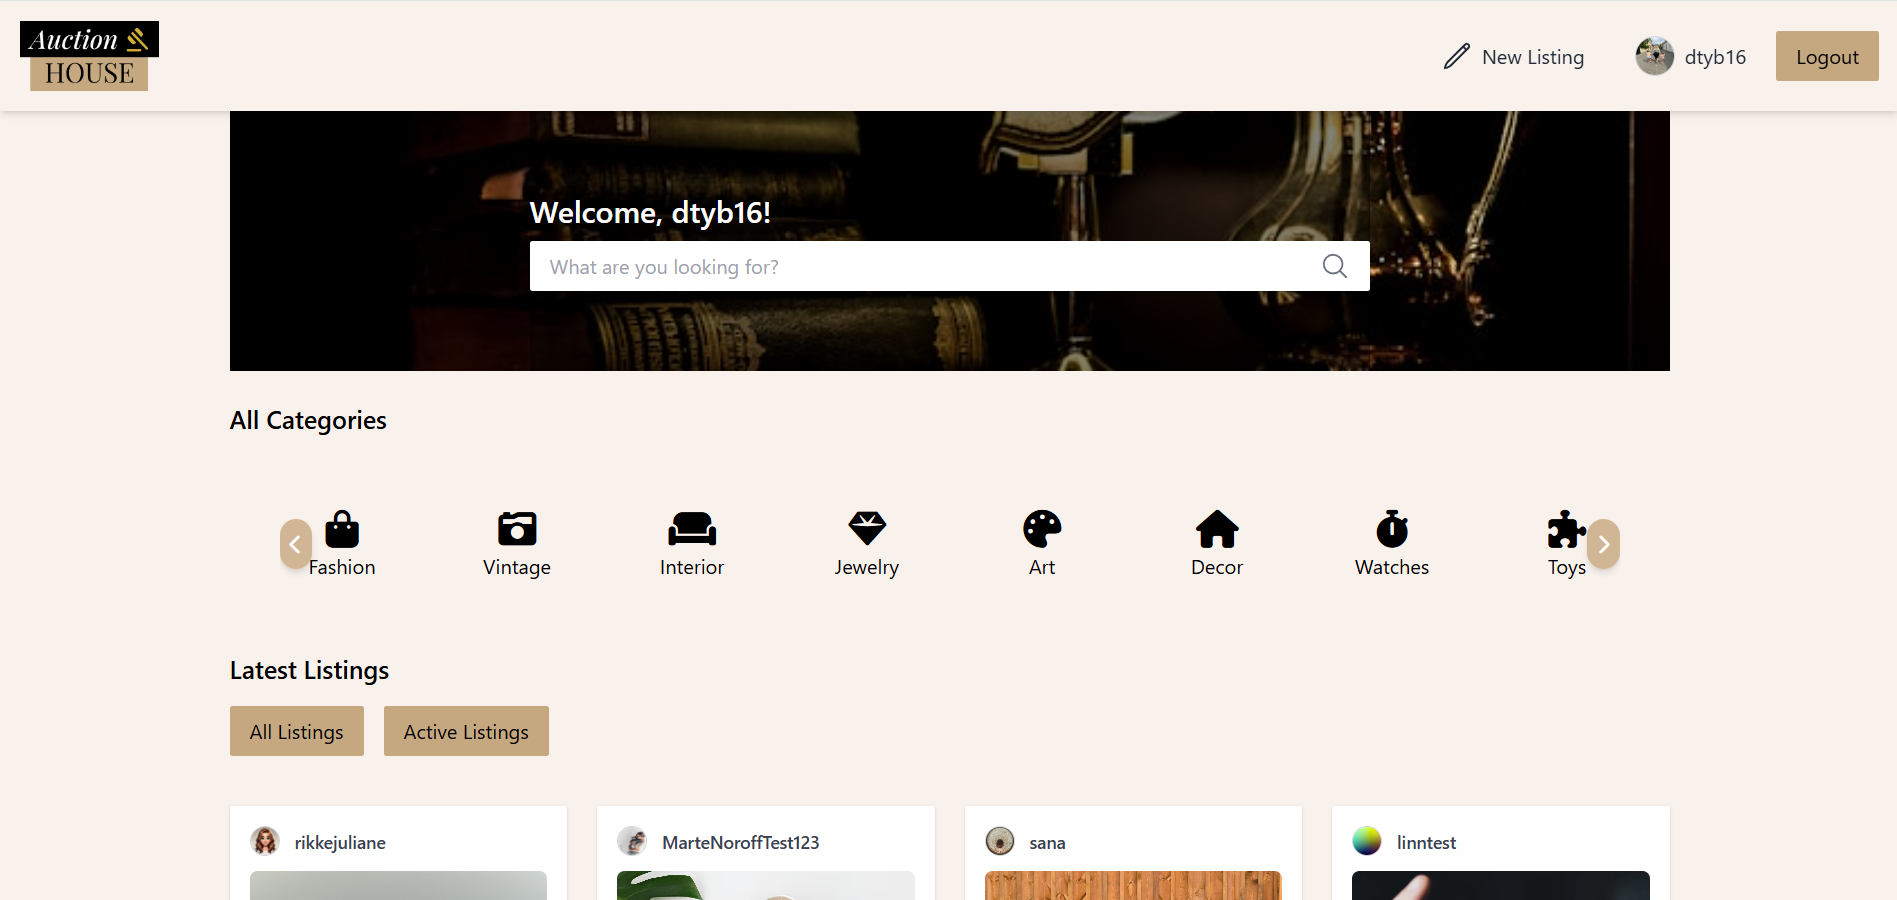 Auction
HOUSE
New Listing
dtyb16
Logout
Welcome, dtyb16!
What are you looking for?
All Categories
Fashion
Vintage
Interior
Jewelry
Art
Decor
Watches
Toys
Latest Listings
All Listings
Active Listings
rikkejuliane
MarteNoroffTest123
sana
linntest